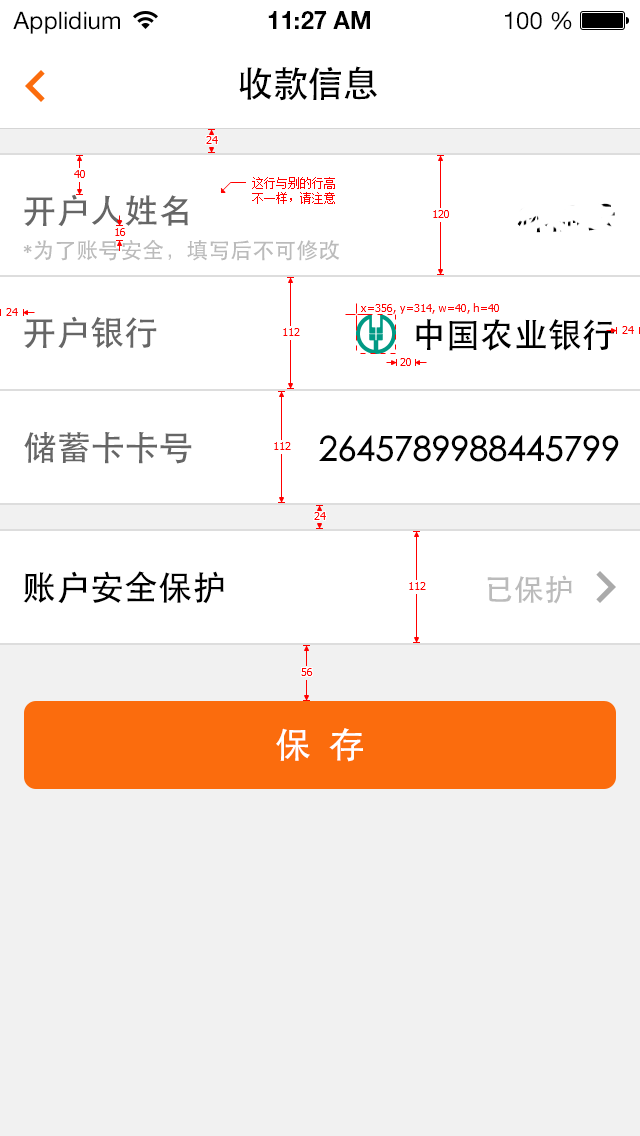 Applidium 11:27 AM 100 %
收款信息
24
40
这行与别的行高
不一样，请注意
120
开户人姓名
16
*为了账号安全，填写后不可修改
x=356, y=314, w=40, h=40
24
开户银行
112
中国农业银行
24
20
储蓄卡卡号
112
2645789988445799
24
账户安全保护
112
已保护
56
保 存